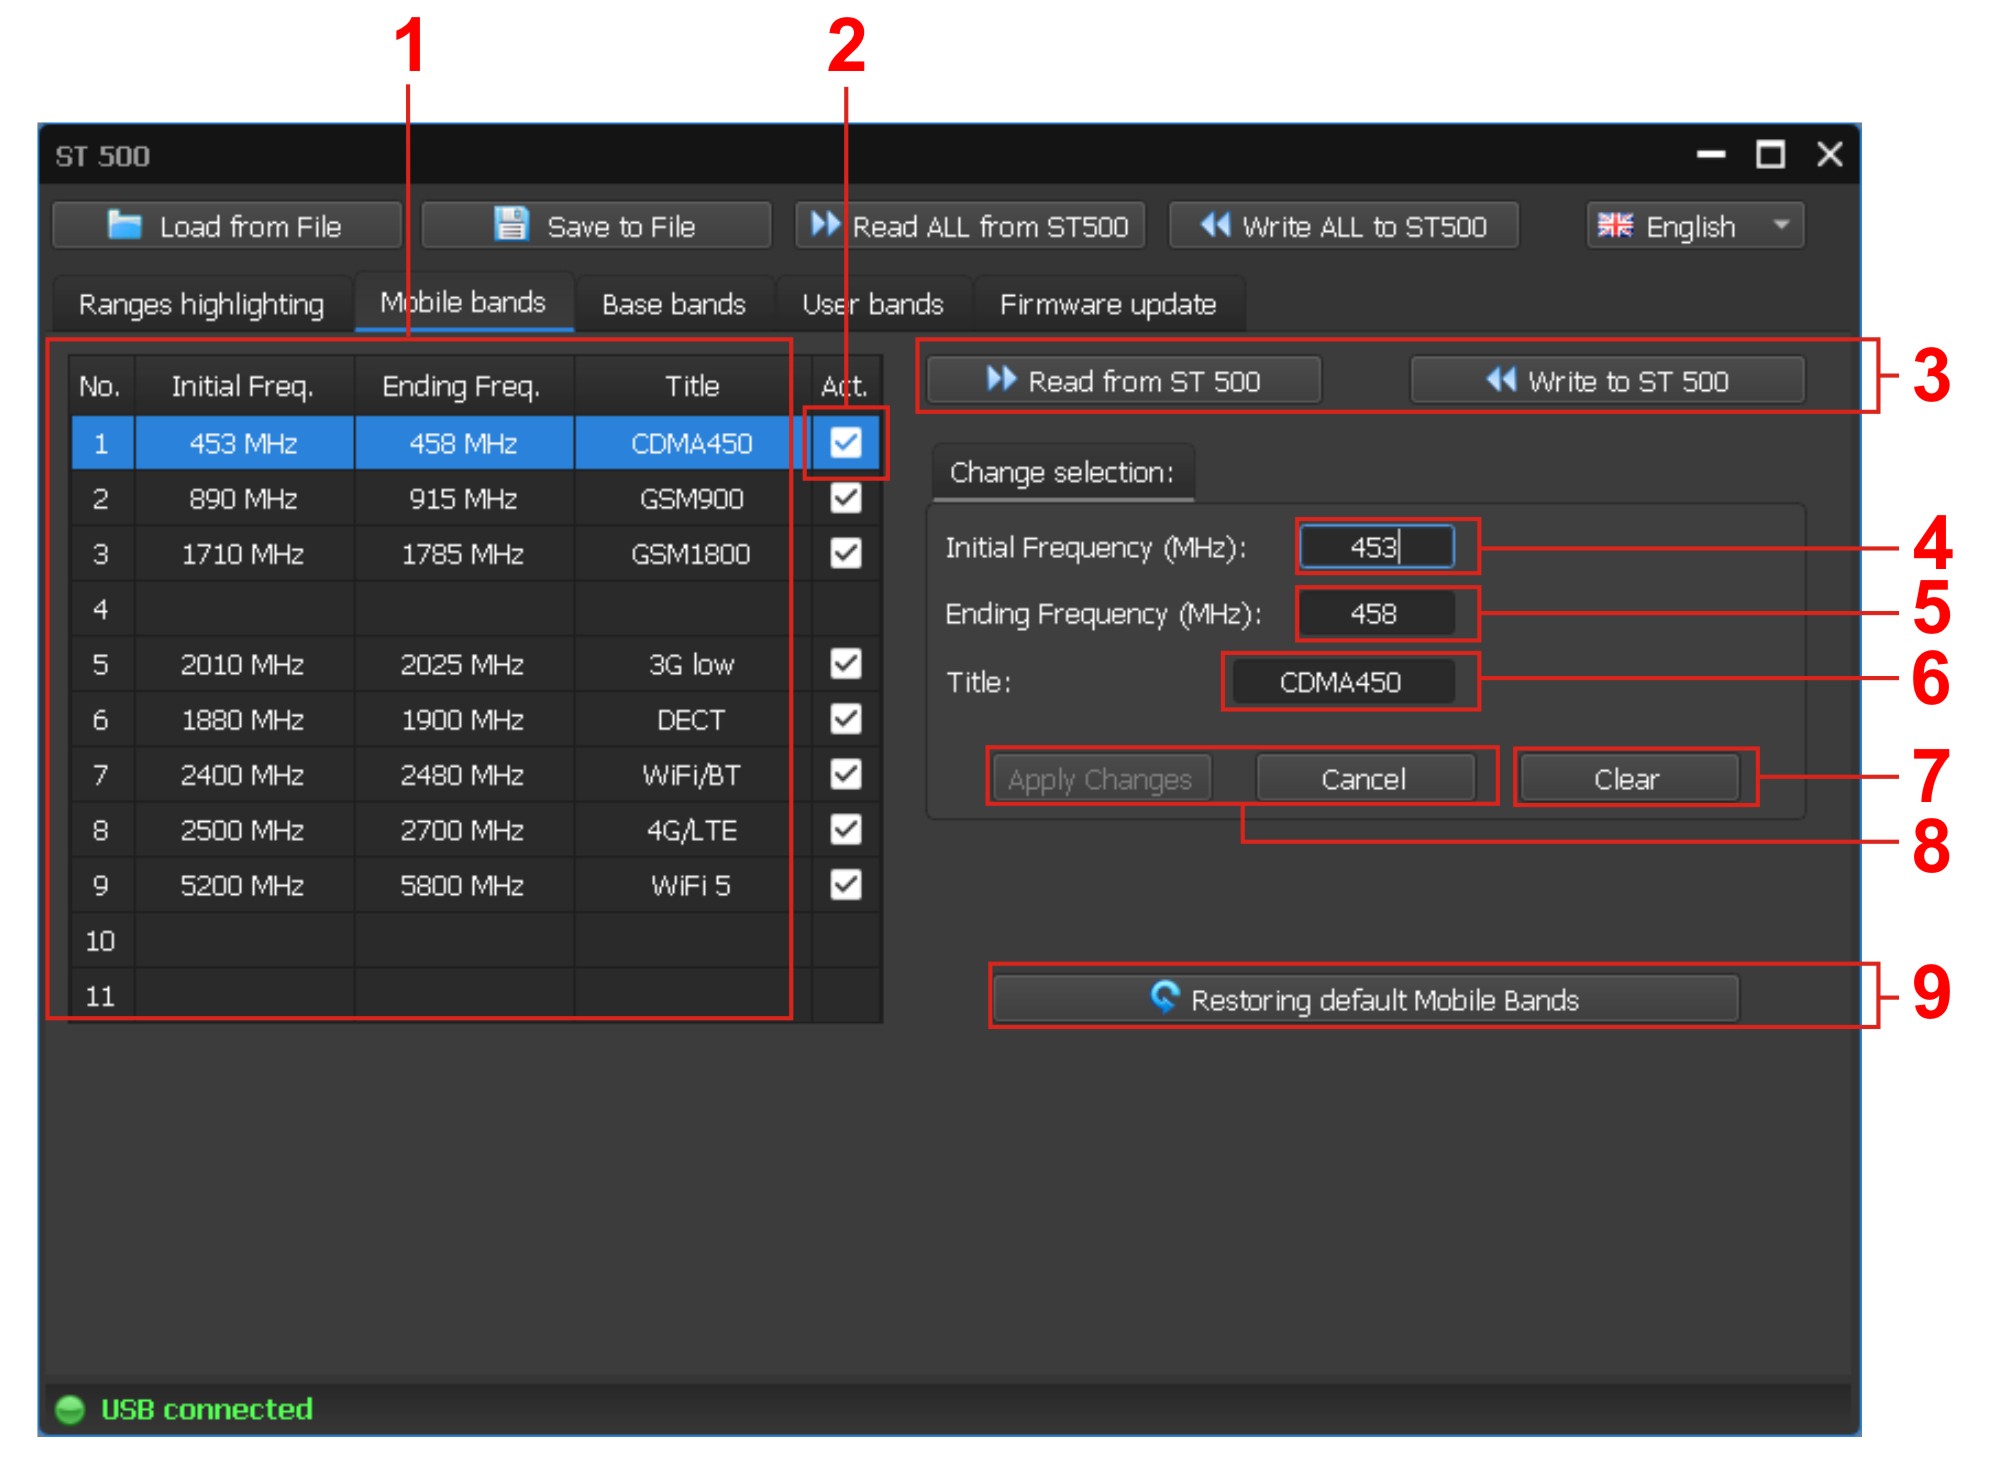 1 2
ST 500
Load from File Save to File Read ALL from ST500 Write ALL to ST500 English
Ranges highlighting Mobile bands Base bands User bands Firmware update
No. Initial Freq. Ending Freq. Title Act.
1 453 MHz 458 MHz CDMA450
2 890 MHz 915 MHz GSM900
3 1710 MHz 1785 MHz GSM1800
4
5 2010 MHz 2025 MHz 3G low
6 1880 MHz 1900 MHz DECT
7 2400 MHz 2480 MHz WiFi/BT
8 2500 MHz 2700 MHz 4G/LTE
9 5200 MHz 5800 MHz WiFi 5
10
11
Read from ST 500 Write to ST 500 3
Change selection:
Initial Frequency (MHz): 453 4
Ending Frequency (MHz): 458 5
Title: CDMA450 6
Apply Changes Cancel Clear 7
8
Restoring default Mobile Bands 9
USB connected